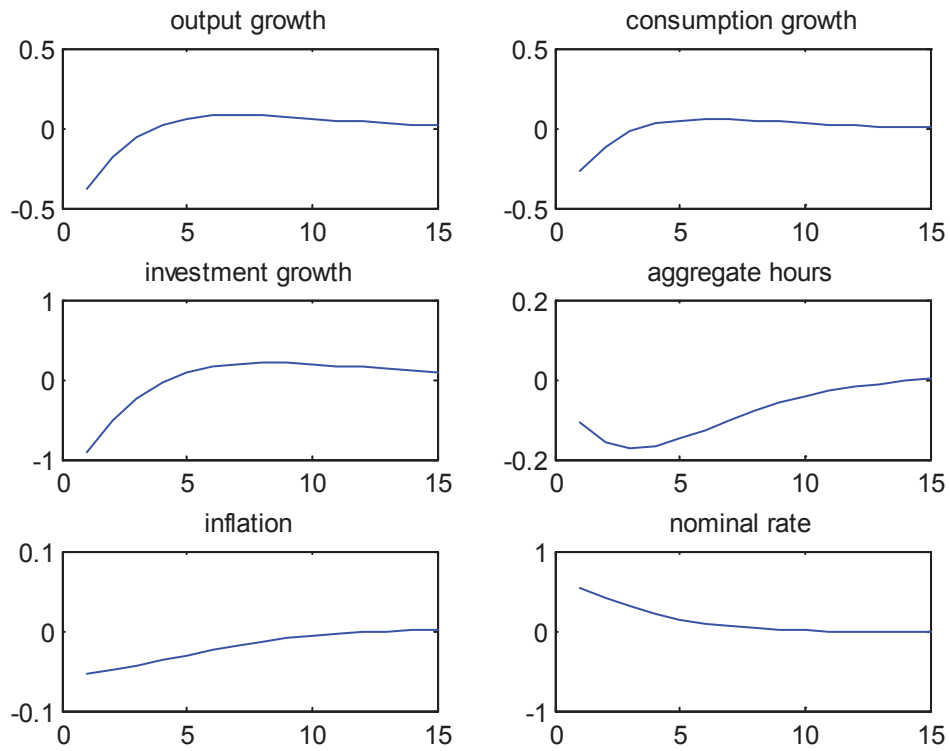 output growth
0.5
0
-0.5
0 5 10 15
consumption growth
0.5
0
-0.5
0 5 10 15
investment growth
1
0
-1
0 5 10 15
aggregate hours
0.2
0
-0.2
0 5 10 15
inflation
0.1
0
-0.1
0 5 10 15
nominal rate
1
0
-1
0 5 10 15